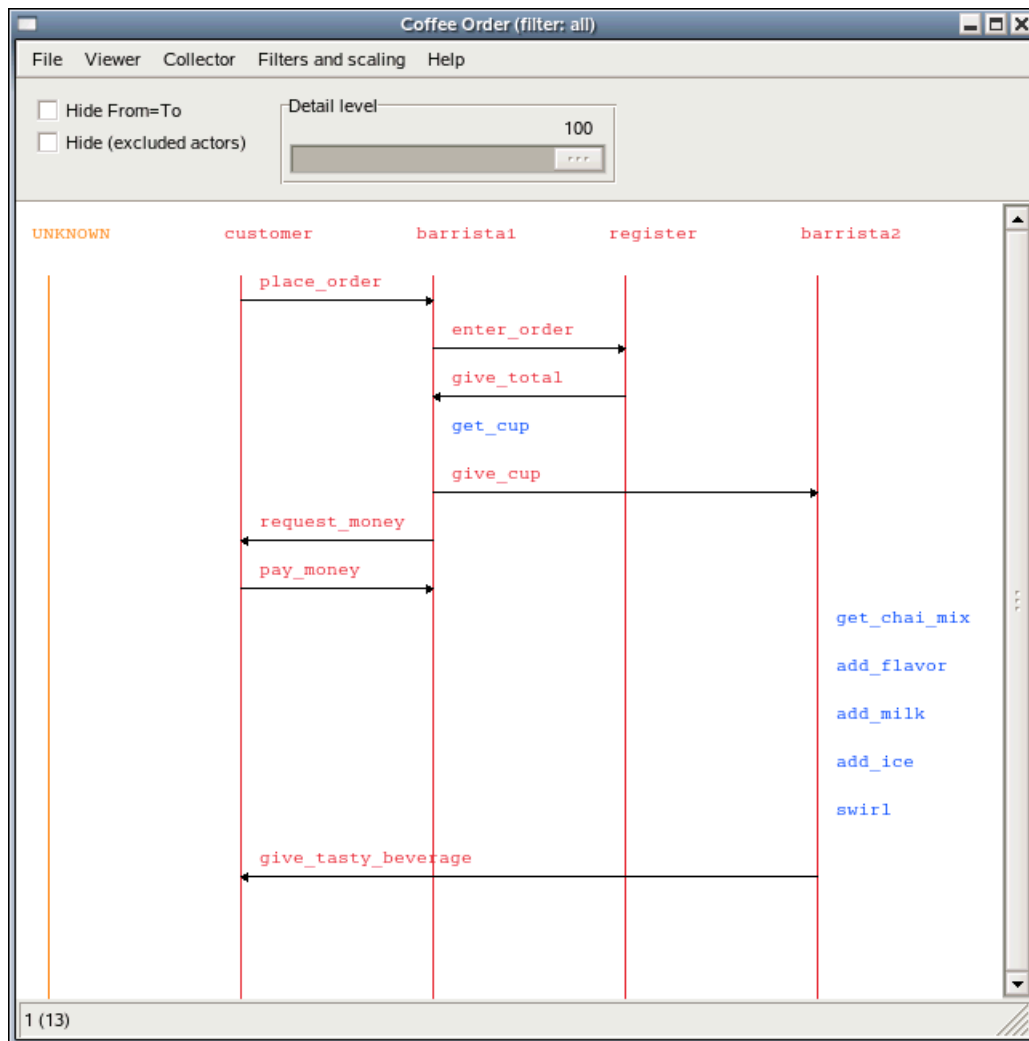 Coffee Order (filter: all)
File Viewer Collector Filters and scaling Help
Hide From=To
Hide (excluded actors)
Detail level
100
UNKNOWN customer barrista1 register barrista2
place_order
enter_order
give_total
get_cup
give_cup
request_money
pay_money
get_chai_mix
add_flavor
add_milk
add_ice
swirl
give_tasty_beverage
1 (13)